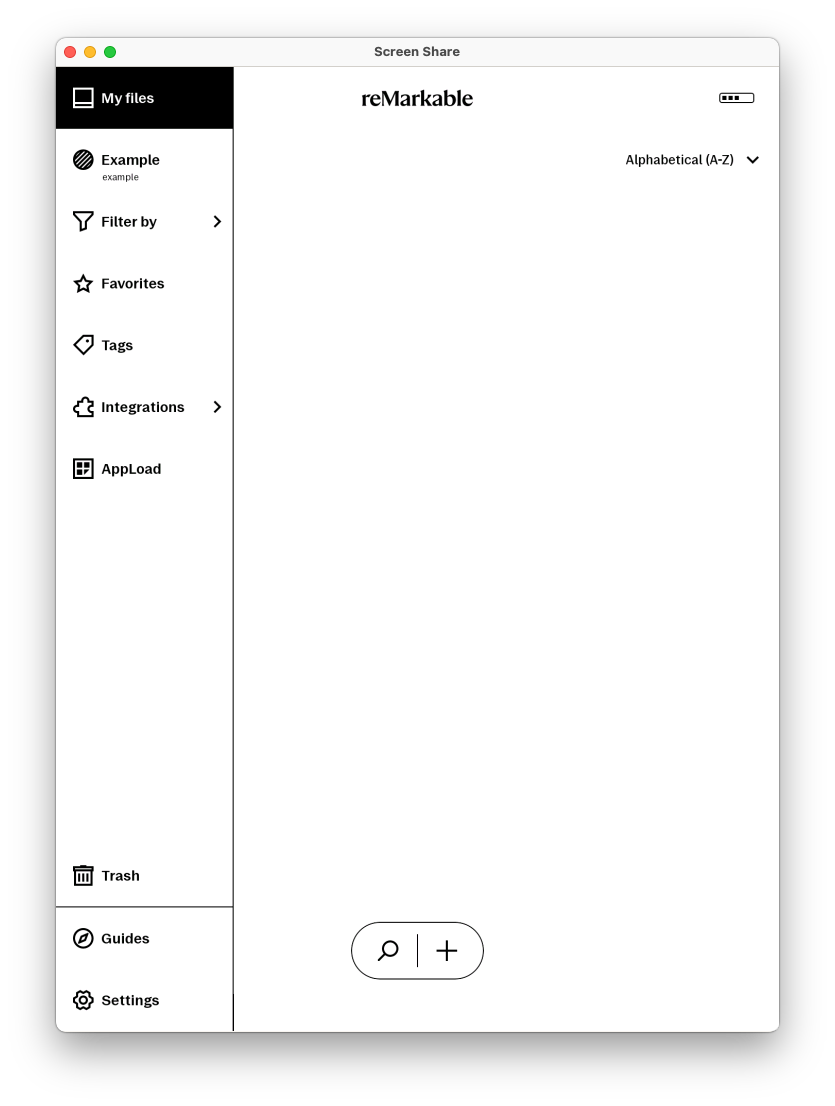 Screen Share
My files
reMarkable
Example
example
Alphabetical (A-Z)
Filter by
Favorites
Tags
Integrations
AppLoad
Trash
Guides
Settings